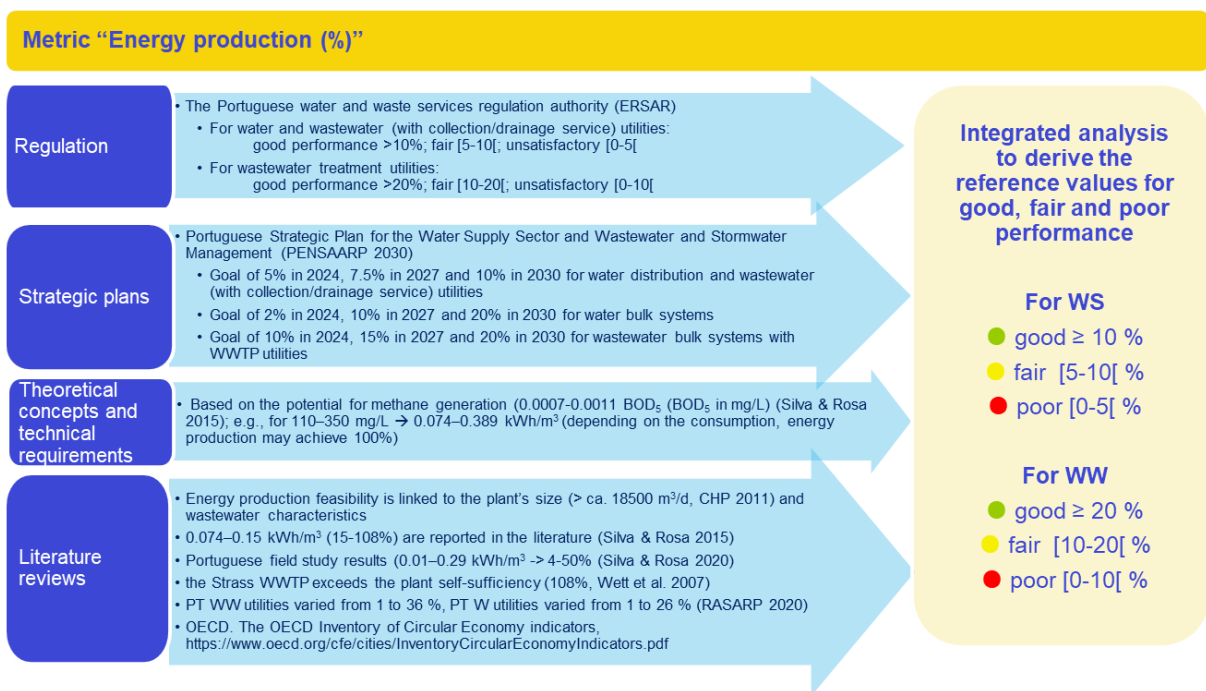 Metric “Energy production (%)”
Regulation
• The Portuguese water and waste services regulation authority (ERSAR)
• For water and wastewater (with collection/drainage service) utilities:
good performance >10%; fair [5-10[; unsatisfactory [0-5[
• For wastewater treatment utilities:
good performance >20%; fair [10-20[; unsatisfactory [0-10[
Strategic plans
• Portuguese Strategic Plan for the Water Supply Sector and Wastewater and Stormwater
Management (PENSAARP 2030)
• Goal of 5% in 2024, 7.5% in 2027 and 10% in 2030 for water distribution and wastewater
(with collection/drainage service) utilities
• Goal of 2% in 2024, 10% in 2027 and 20% in 2030 for water bulk systems
• Goal of 10% in 2024, 15% in 2027 and 20% in 2030 for wastewater bulk systems with
WWTP utilities
Theoretical
concepts and
technical
requirements
• Based on the potential for methane generation (0.0007-0.0011 BOD₅ (BOD₅ in mg/L) (Silva & Rosa
2015); e.g., for 110–350 mg/L → 0.074–0.389 kWh/m³ (depending on the consumption, energy
production may achieve 100%)
Literature
reviews
• Energy production feasibility is linked to the plant’s size (> ca. 18500 m³/d, CHP 2011) and
wastewater characteristics
• 0.074–0.15 kWh/m³ (15-108%) are reported in the literature (Silva & Rosa 2015)
• Portuguese field study results (0.01–0.29 kWh/m³ -> 4-50% (Silva & Rosa 2020)
• the Strass WWTP exceeds the plant self-sufficiency (108%, Wett et al. 2007)
• PT WW utilities varied from 1 to 36 %, PT W utilities varied from 1 to 26 % (RASARP 2020)
• OECD. The OECD Inventory of Circular Economy indicators,
https://www.oecd.org/cfe/cities/InventoryCircularEconomyIndicators.pdf
Integrated analysis
to derive the
reference values for
good, fair and poor
performance
For WS
good ≥ 10 %
fair [5-10[ %
poor [0-5[ %
For WW
good ≥ 20 %
fair [10-20[ %
poor [0-10[ %